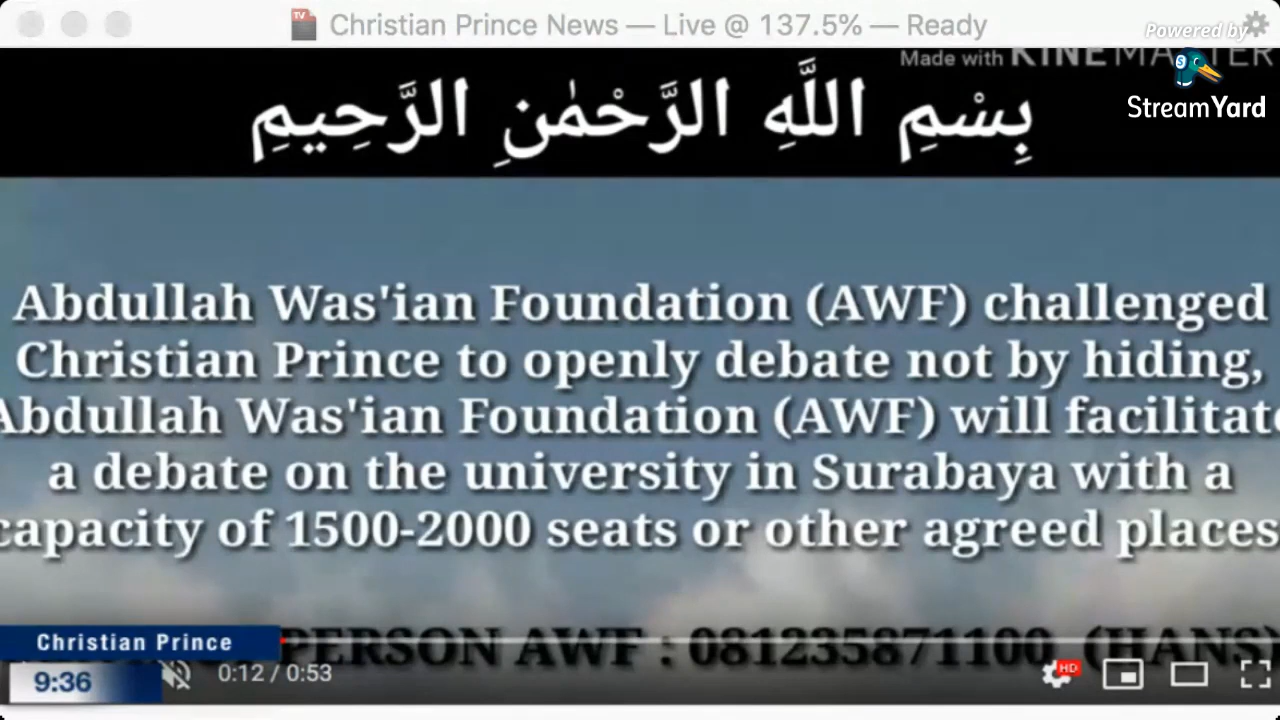 Christian Prince News — Live @ 137.5% — Ready
Powered by
StreamYard
Made with KINEMASTER
بِسْمِ اللَّهِ الرَّحْمٰنِ الرَّحِيمِ
Abdullah Was'ian Foundation (AWF) challenged
Christian Prince to openly debate not by hiding,
Abdullah Was'ian Foundation (AWF) will facilitate
a debate on the university in Surabaya with a
capacity of 1500-2000 seats or other agreed places
PERSON AWF : 081235871100 (HANS)
Christian Prince
9:36
0:12 / 0:53
HD